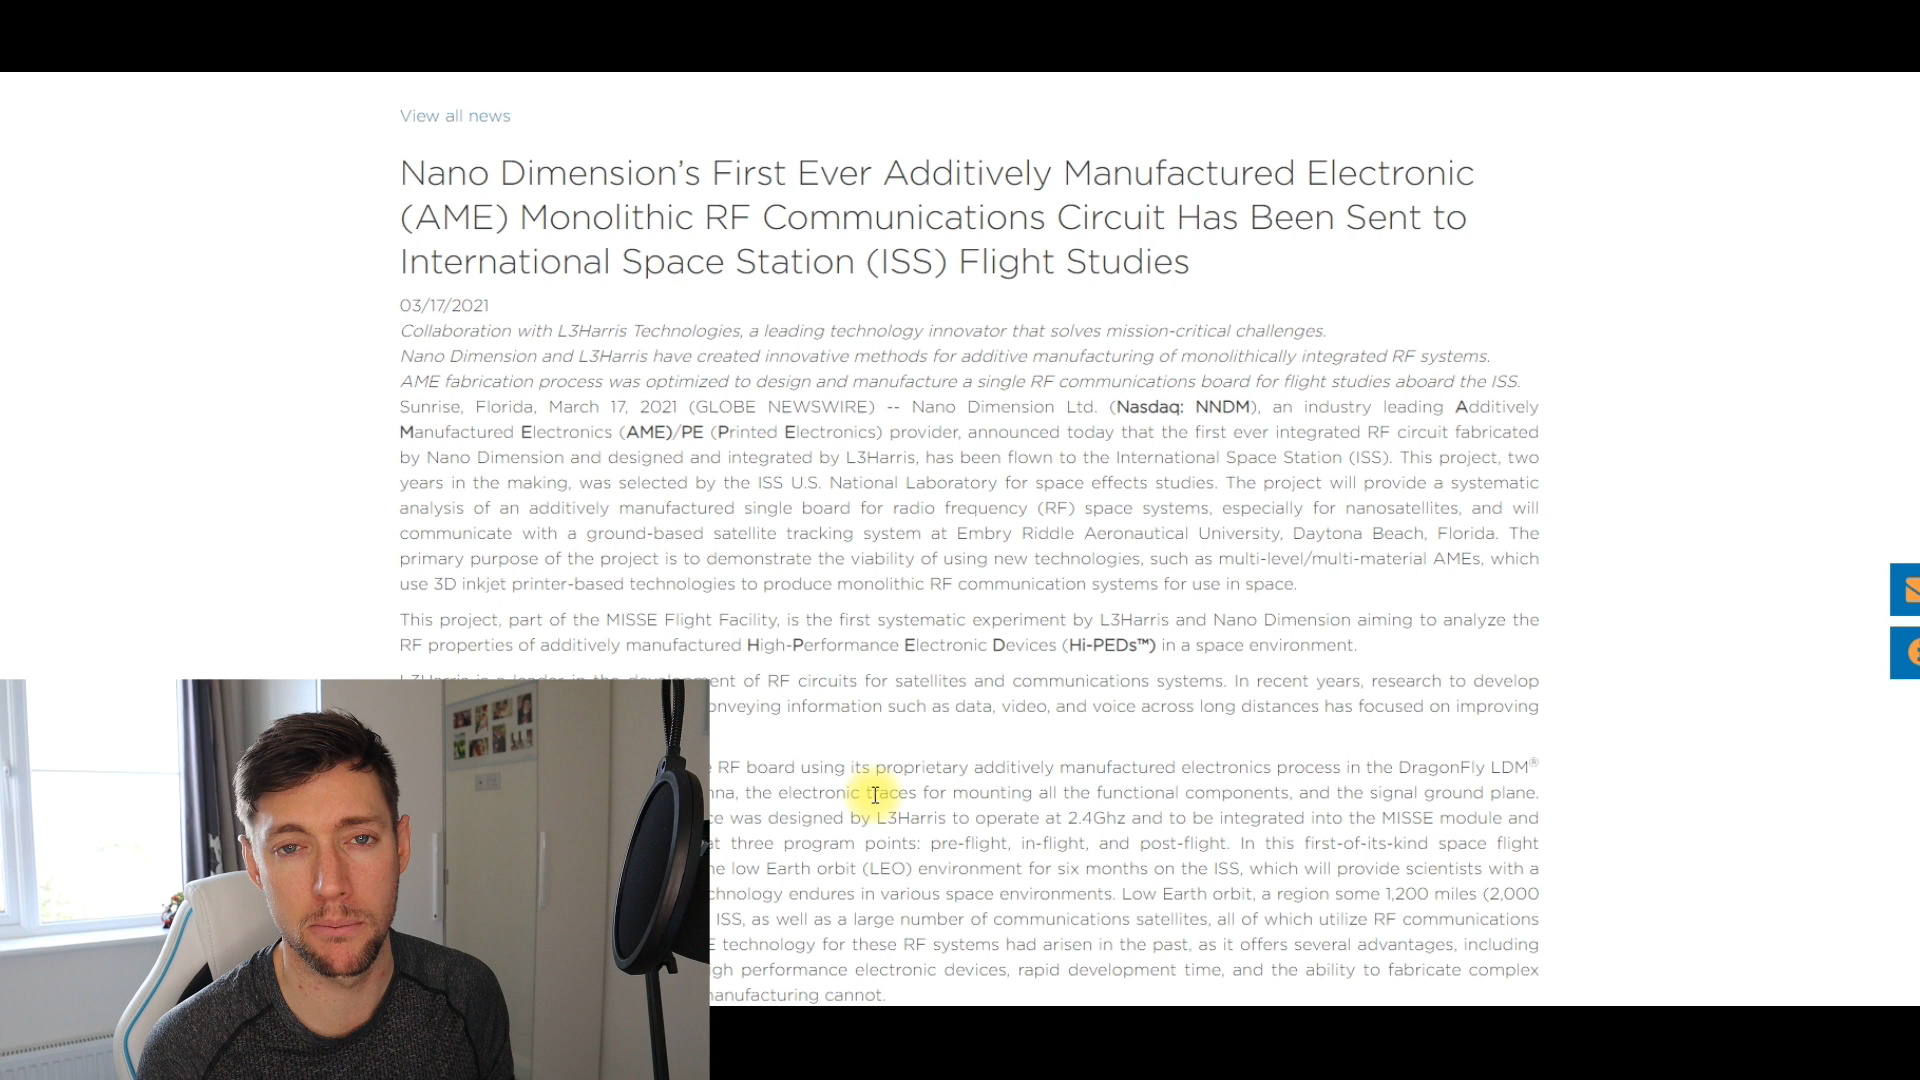 View all news
Nano Dimension’s First Ever Additively Manufactured Electronic
(AME) Monolithic RF Communications Circuit Has Been Sent to
International Space Station (ISS) Flight Studies
03/17/2021
Collaboration with L3Harris Technologies, a leading technology innovator that solves mission-critical challenges.
Nano Dimension and L3Harris have created innovative methods for additive manufacturing of monolithically integrated RF systems.
AME fabrication process was optimized to design and manufacture a single RF communications board for flight studies aboard the ISS.
Sunrise, Florida, March 17, 2021 (GLOBE NEWSWIRE) -- Nano Dimension Ltd. (Nasdaq: NNDM), an industry leading Additively
Manufactured Electronics (AME)/PE (Printed Electronics) provider, announced today that the first ever integrated RF circuit fabricated
by Nano Dimension and designed and integrated by L3Harris, has been flown to the International Space Station (ISS). This project, two
years in the making, was selected by the ISS U.S. National Laboratory for space effects studies. The project will provide a systematic
analysis of an additively manufactured single board for radio frequency (RF) space systems, especially for nanosatellites, and will
communicate with a ground-based satellite tracking system at Embry Riddle Aeronautical University, Daytona Beach, Florida. The
primary purpose of the project is to demonstrate the viability of using new technologies, such as multi-level/multi-material AMEs, which
use 3D inkjet printer-based technologies to produce monolithic RF communication systems for use in space.
This project, part of the MISSE Flight Facility, is the first systematic experiment by L3Harris and Nano Dimension aiming to analyze the
RF properties of additively manufactured High-Performance Electronic Devices (Hi-PEDs™) in a space environment.
L3Harris is a leader in the development of RF circuits for satellites and communications systems. In recent years, research to develop
onveying information such as data, video, and voice across long distances has focused on improving
RF board using its proprietary additively manufactured electronics process in the DragonFly LDM®
nna, the electronic traces for mounting all the functional components, and the signal ground plane.
ce was designed by L3Harris to operate at 2.4Ghz and to be integrated into the MISSE module and
at three program points: pre-flight, in-flight, and post-flight. In this first-of-its-kind space flight
he low Earth orbit (LEO) environment for six months on the ISS, which will provide scientists with a
chnology endures in various space environments. Low Earth orbit, a region some 1,200 miles (2,000
ISS, as well as a large number of communications satellites, all of which utilize RF communications
E technology for these RF systems had arisen in the past, as it offers several advantages, including
gh performance electronic devices, rapid development time, and the ability to fabricate complex
manufacturing cannot.